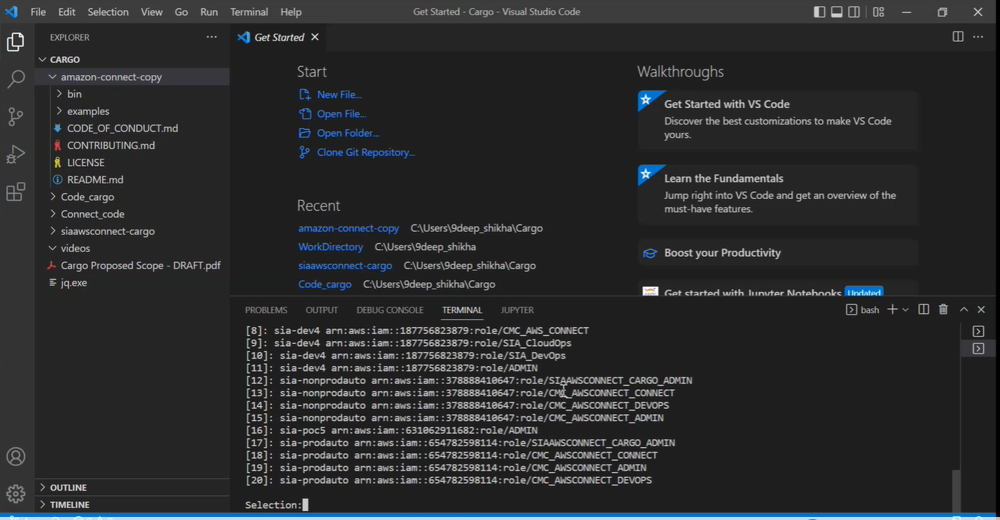 File Edit Selection View Go Run Terminal Help
Get Started - Cargo - Visual Studio Code
EXPLORER
CARGO
amazon-connect-copy
bin
examples
CODE_OF_CONDUCT.md
CONTRIBUTING.md
LICENSE
README.md
Code_cargo
Connect_code
siaawsconnect-cargo
videos
Cargo Proposed Scope - DRAFT.pdf
jq.exe
OUTLINE
TIMELINE
Get Started
Start
New File...
Open File...
Open Folder...
Clone Git Repository...
Recent
amazon-connect-copy C:\Users\9deep_shikha\Cargo
WorkDirectory C:\Users\9deep_shikha
siaawsconnect-cargo C:\Users\9deep_shikha\Cargo
Code_cargo C:\Users\9deep_shikha\Cargo
Walkthroughs
Get Started with VS Code
Discover the best customizations to make VS Code
yours.
Learn the Fundamentals
Jump right into VS Code and get an overview of the
must-have features.
Boost your Productivity
Get started with Jupyter Notebooks Updated
PROBLEMS OUTPUT DEBUG CONSOLE TERMINAL JUPYTER
bash
[8]: sia-dev4 arn:aws:iam::187756823879:role/CMC_AWS_CONNECT
[9]: sia-dev4 arn:aws:iam::187756823879:role/SIA_CloudOps
[10]: sia-dev4 arn:aws:iam::187756823879:role/SIA_DevOps
[11]: sia-dev4 arn:aws:iam::187756823879:role/ADMIN
[12]: sia-nonprodauto arn:aws:iam::378888410647:role/SIAAWSCONNECT_CARGO_ADMIN
[13]: sia-nonprodauto arn:aws:iam::378888410647:role/CMC_AWSCONNECT_CONNECT
[14]: sia-nonprodauto arn:aws:iam::378888410647:role/CMC_AWSCONNECT_DEVOPS
[15]: sia-nonprodauto arn:aws:iam::378888410647:role/CMC_AWSCONNECT_ADMIN
[16]: sia-poc5 arn:aws:iam::631062911682:role/ADMIN
[17]: sia-prodauto arn:aws:iam::654782598114:role/SIAAWSCONNECT_CARGO_ADMIN
[18]: sia-prodauto arn:aws:iam::654782598114:role/CMC_AWSCONNECT_CONNECT
[19]: sia-prodauto arn:aws:iam::654782598114:role/CMC_AWSCONNECT_ADMIN
[20]: sia-prodauto arn:aws:iam::654782598114:role/CMC_AWSCONNECT_DEVOPS
Selection: